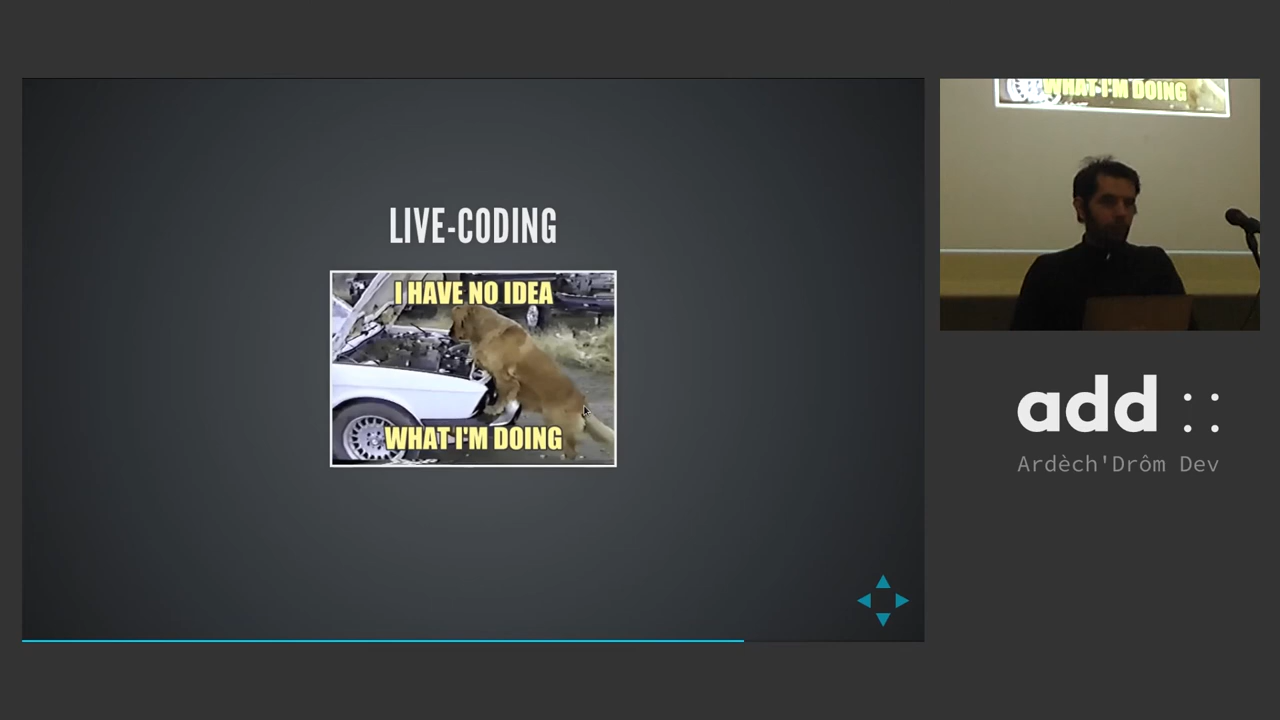 LIVE-CODING
I HAVE NO IDEA
WHAT I'M DOING
WHAT I'M DOING
add ::
Ardèch'Drôm Dev